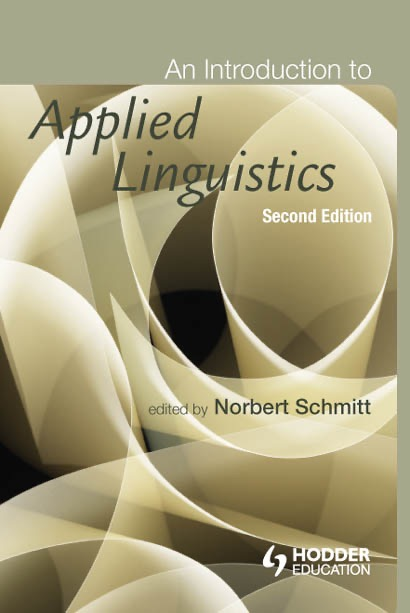 An Introduction to
Applied
Linguistics
Second Edition
edited by Norbert Schmitt
HODDER
EDUCATION